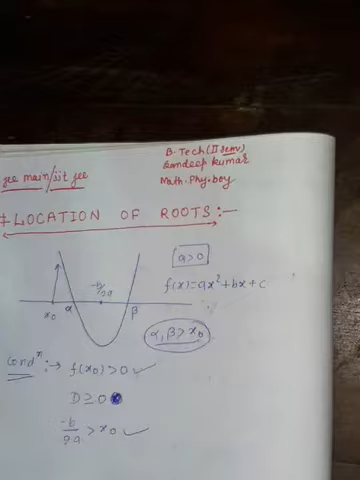 B.Tech (II sem)
Sandeep kumar
Math.Phy.boy
jee main/iit jee
# LOCATION OF ROOTS :-
a>0
-b/2a
f(x)=ax²+bx+c
x₀ α β
α, β > x₀
Condⁿ :→ f(x₀) > 0 ✓
D ≥ 0
-b/2a > x₀ ✓